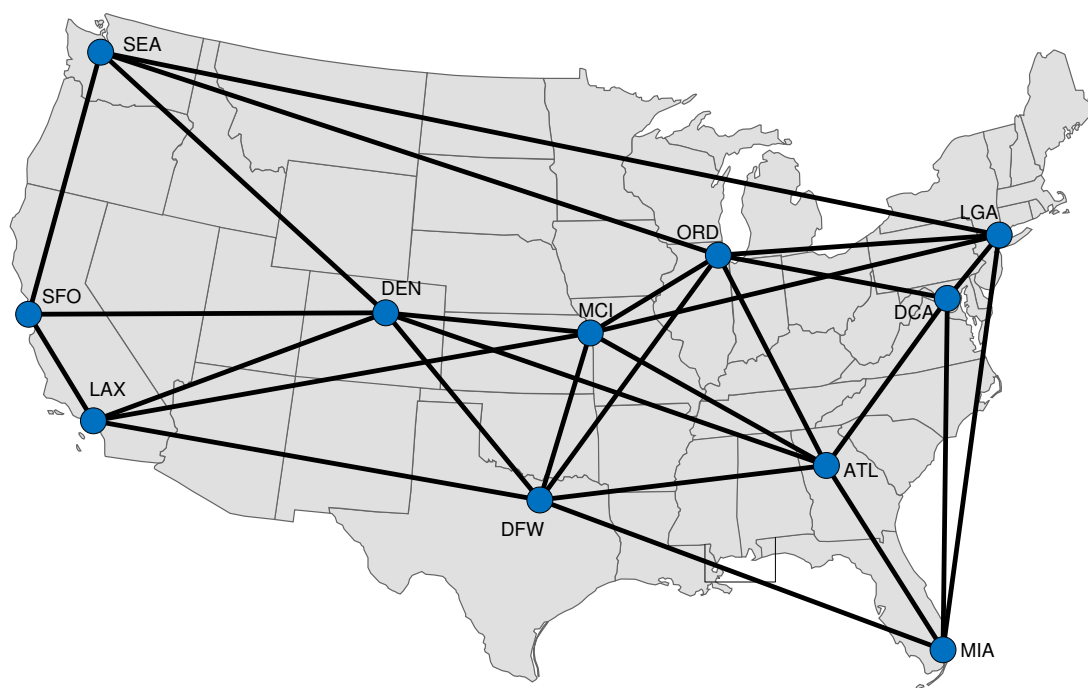 SEA
LGA
ORD
DEN
SFO
MCI
DCA
LAX
ATL
DFW
MIA